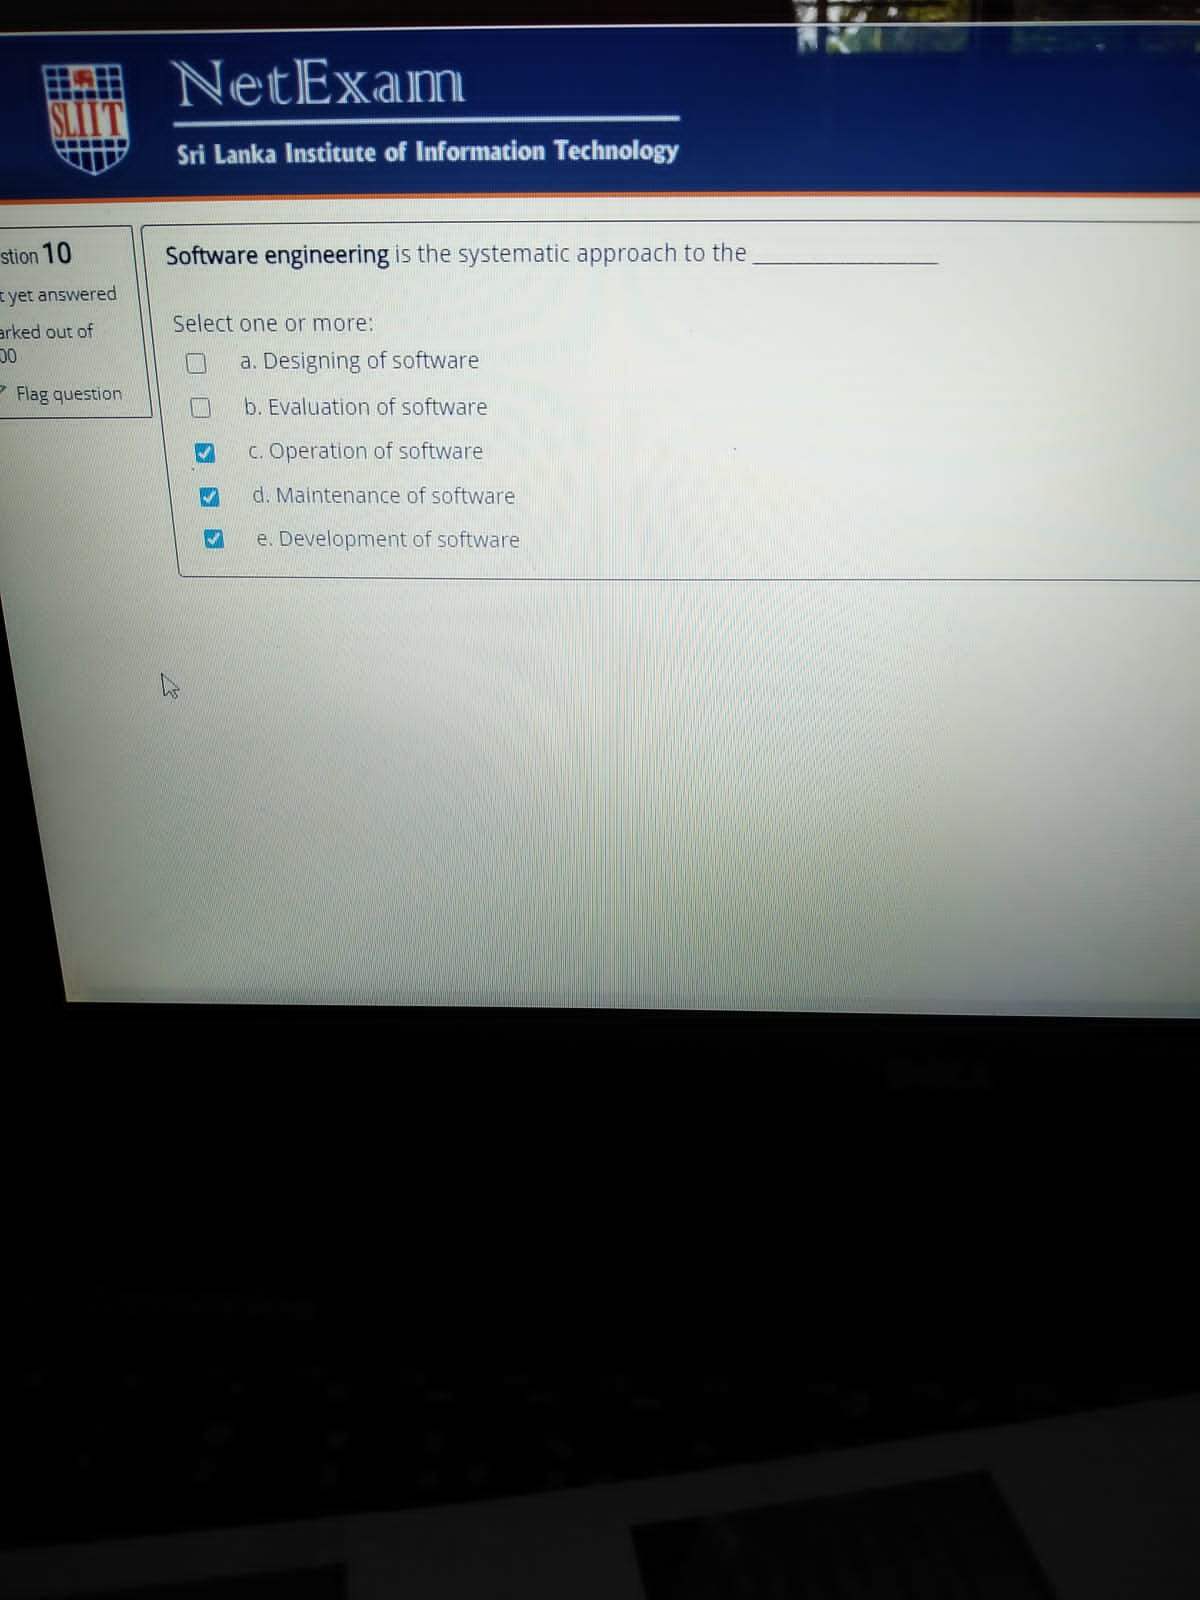 SLIIT
NetExam
Sri Lanka Institute of Information Technology
stion 10
t yet answered
arked out of
00
Flag question
Software engineering is the systematic approach to the _______________
Select one or more:
a. Designing of software
b. Evaluation of software
c. Operation of software
d. Maintenance of software
e. Development of software